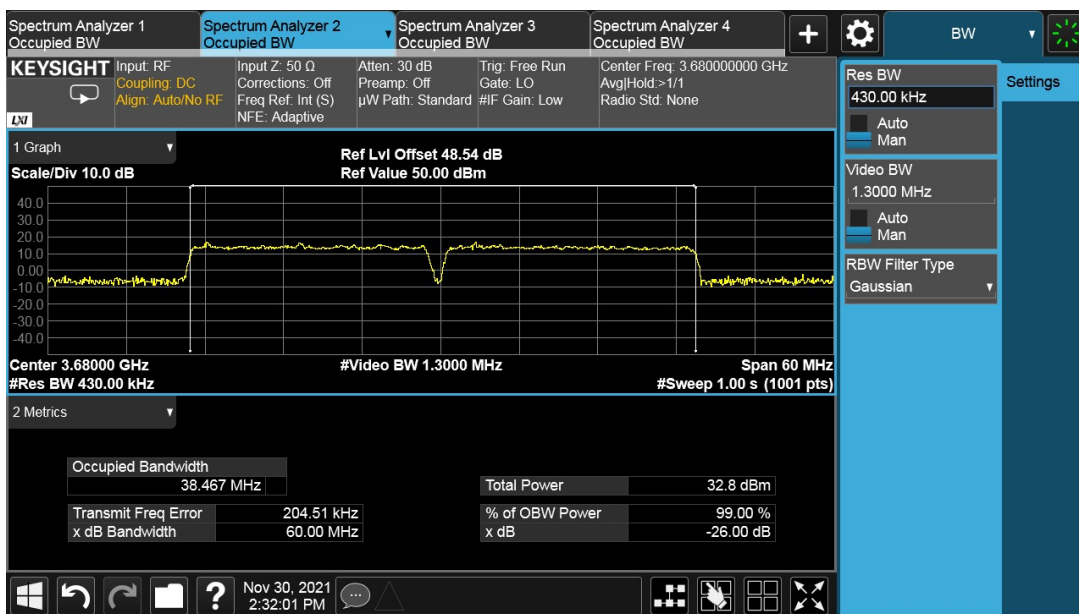 Spectrum Analyzer 1
Occupied BW
Spectrum Analyzer 2
Occupied BW
Spectrum Analyzer 3
Occupied BW
Spectrum Analyzer 4
Occupied BW
+
BW
KEYSIGHT
LXI
Input: RF
Coupling: DC
Align: Auto/No RF
Input Z: 50 Ω
Corrections: Off
Freq Ref: Int (S)
NFE: Adaptive
Atten: 30 dB
Preamp: Off
µW Path: Standard
Trig: Free Run
Gate: LO
#IF Gain: Low
Center Freq: 3.680000000 GHz
Avg|Hold:>1/1
Radio Std: None
Res BW
430.00 kHz
Auto
Man
Video BW
1.3000 MHz
Auto
Man
RBW Filter Type
Gaussian
Settings
1 Graph
Scale/Div 10.0 dB
Ref Lvl Offset 48.54 dB
Ref Value 50.00 dBm
40.0
30.0
20.0
10.0
0.00
-10.0
-20.0
-30.0
-40.0
Center 3.68000 GHz
#Res BW 430.00 kHz
#Video BW 1.3000 MHz
Span 60 MHz
#Sweep 1.00 s (1001 pts)
2 Metrics
Occupied Bandwidth
38.467 MHz
Transmit Freq Error 204.51 kHz
x dB Bandwidth 60.00 MHz
Total Power 32.8 dBm
% of OBW Power 99.00 %
x dB -26.00 dB
?
Nov 30, 2021
2:32:01 PM